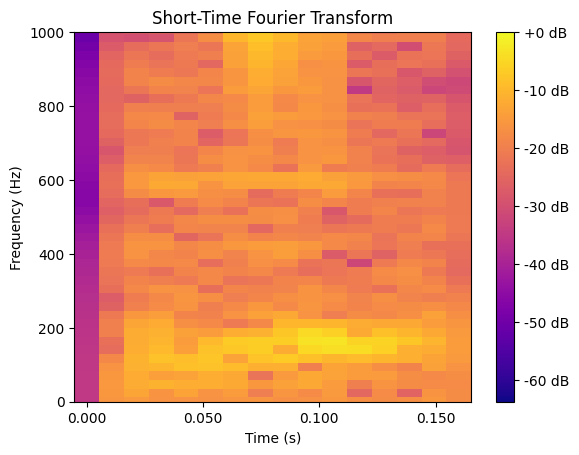 Short-Time Fourier Transform
1000
800
600
400
200
0
Frequency (Hz)
0.000
0.050
0.100
0.150
Time (s)
+0 dB
-10 dB
-20 dB
-30 dB
-40 dB
-50 dB
-60 dB